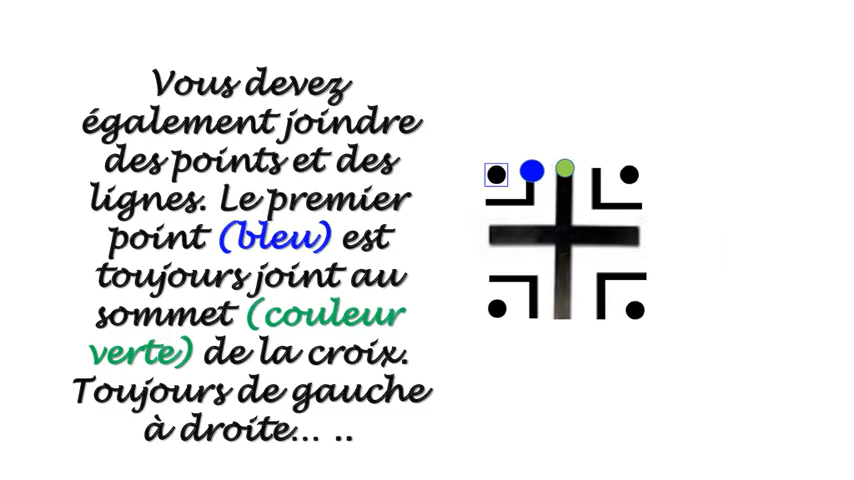 Vous devez
également joindre
des points et des
lignes. Le premier
point (bleu) est
toujours joint au
sommet (couleur
verte) de la croix.
Toujours de gauche
à droite... ..